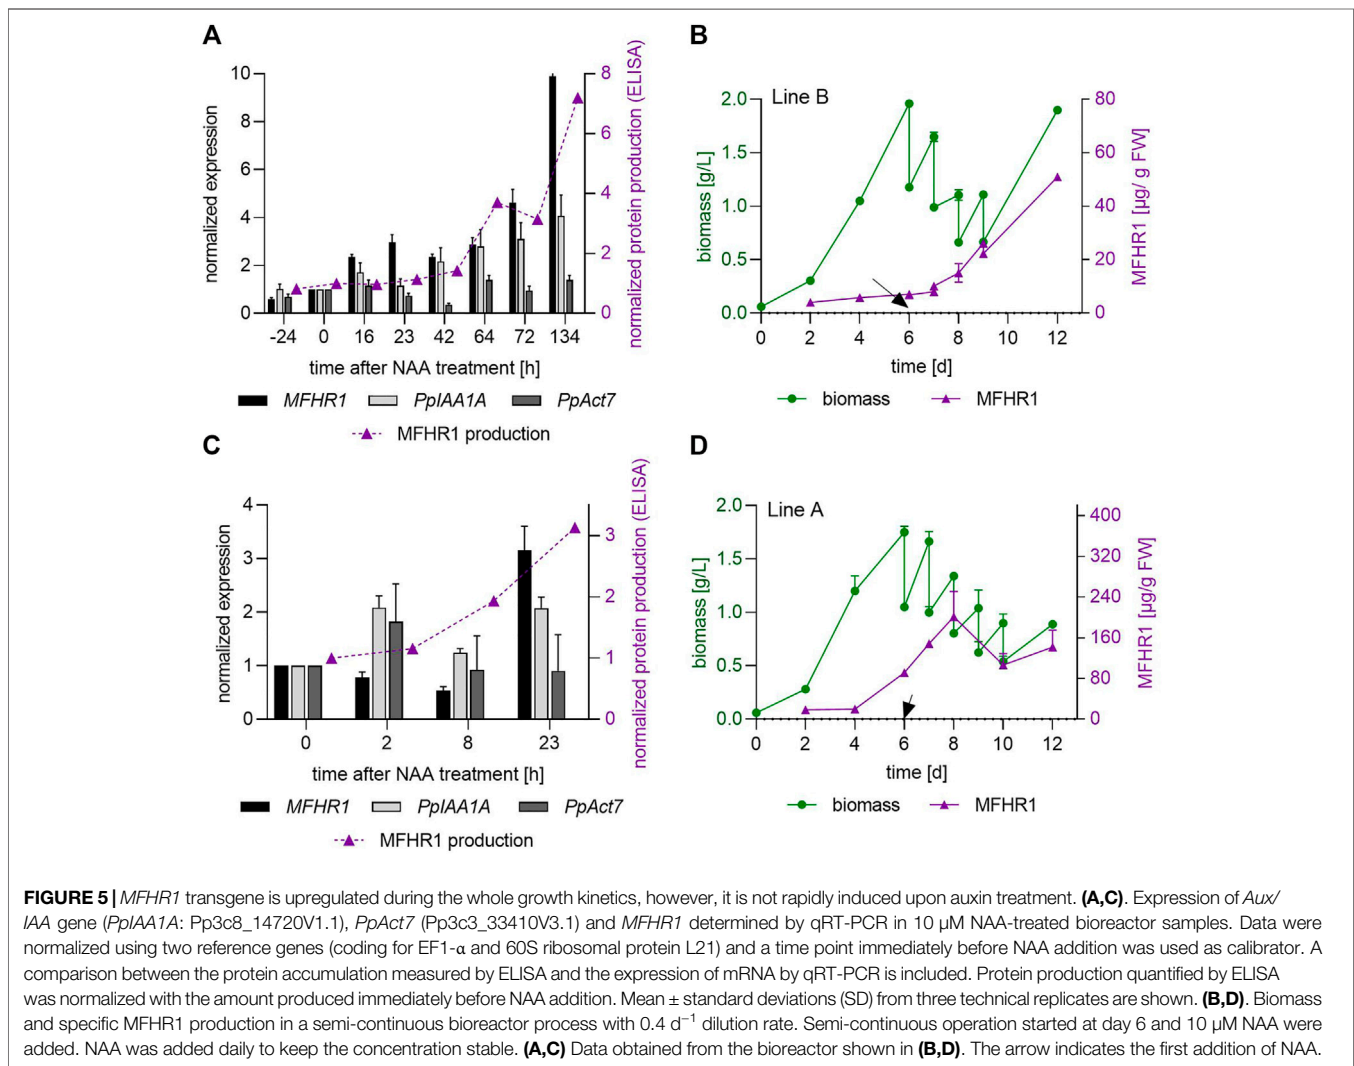 A
10
8
6
4
2
0
normalized expression
8
6
4
2
0
normalized protein production (ELISA)
-24 0 16 23 42 64 72 134
time after NAA treatment [h]
MFHR1 PpIAA1A PpAct7
MFHR1 production
B
Line B
2.0
1.5
1.0
0.5
0.0
biomass [g/L]
80
60
40
20
0
MFHR1 [µg/ g FW]
0 2 4 6 8 10 12
time [d]
biomass MFHR1
C
4
3
2
1
0
normalized expression
3
2
1
0
normalized protein production (ELISA)
0 2 8 23
time after NAA treatment [h]
MFHR1 PpIAA1A PpAct7
MFHR1 production
D
Line A
2.0
1.5
1.0
0.5
0.0
biomass [g/L]
400
320
240
160
80
0
MFHR1 [µg/g FW]
0 2 4 6 8 10 12
time [d]
biomass MFHR1
FIGURE 5 | MFHR1 transgene is upregulated during the whole growth kinetics, however, it is not rapidly induced upon auxin treatment. (A,C). Expression of Aux/
IAA gene (PpIAA1A: Pp3c8_14720V1.1), PpAct7 (Pp3c3_33410V3.1) and MFHR1 determined by qRT-PCR in 10 µM NAA-treated bioreactor samples. Data were
normalized using two reference genes (coding for EF1-α and 60S ribosomal protein L21) and a time point immediately before NAA addition was used as calibrator. A
comparison between the protein accumulation measured by ELISA and the expression of mRNA by qRT-PCR is included. Protein production quantified by ELISA
was normalized with the amount produced immediately before NAA addition. Mean ± standard deviations (SD) from three technical replicates are shown. (B,D). Biomass
and specific MFHR1 production in a semi-continuous bioreactor process with 0.4 d⁻¹ dilution rate. Semi-continuous operation started at day 6 and 10 µM NAA were
added. NAA was added daily to keep the concentration stable. (A,C) Data obtained from the bioreactor shown in (B,D). The arrow indicates the first addition of NAA.